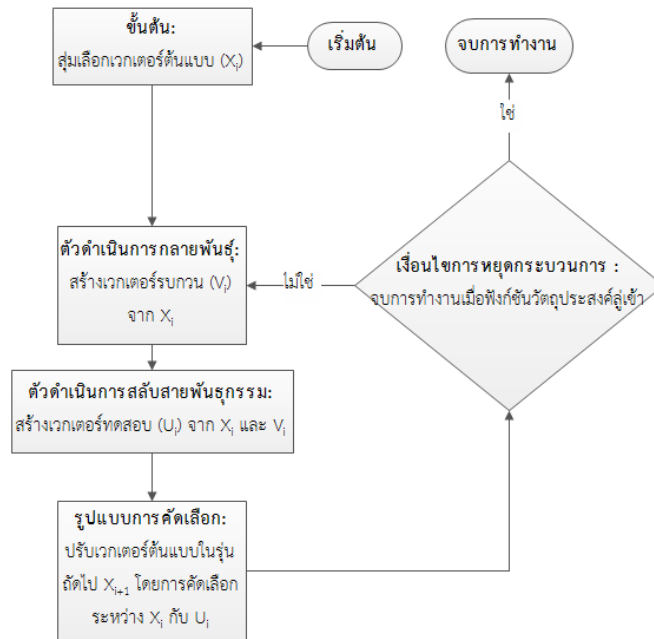 เริ่มต้น
ขั้นต้น:
สุ่มเลือกเวกเตอร์ต้นแบบ (Xi)
ตัวดำเนินการกลายพันธุ์:
สร้างเวกเตอร์รบกวน (Vi)
จาก Xi
ตัวดำเนินการสลับสายพันธุกรรม:
สร้างเวกเตอร์ทดสอบ (Ui) จาก Xi และ Vi
รูปแบบการคัดเลือก:
ปรับเวกเตอร์ต้นแบบในรุ่น
ถัดไป Xi+1 โดยการคัดเลือก
ระหว่าง Xi กับ Ui
เงื่อนไขการหยุดกระบวนการ :
จบการทำงานเมื่อฟังก์ชันวัตถุประสงค์ลู่เข้า
ไม่ใช่
ใช่
จบการทำงาน